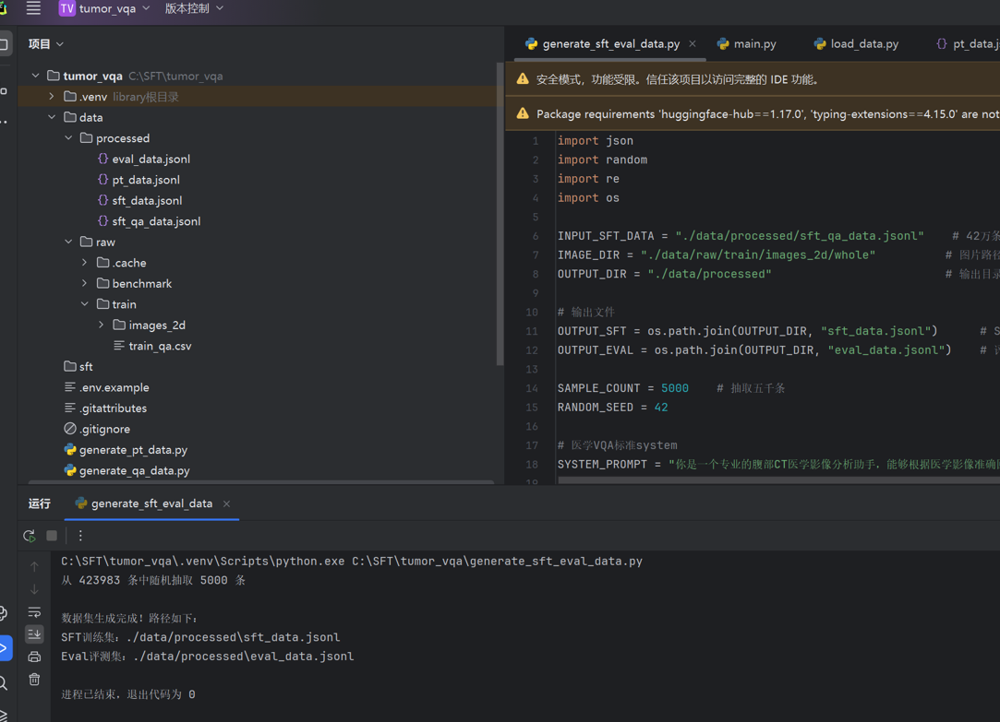 TV tumor_vqa 版本控制
项目
generate_sft_eval_data.py main.py load_data.py {} pt_data.
tumor_vqa C:\SFT\tumor_vqa
安全模式，功能受限。信任该项目以访问完整的 IDE 功能。
.venv library根目录
data
Package requirements 'huggingface-hub==1.17.0', 'typing-extensions==4.15.0' are not
processed
{} eval_data.jsonl
{} pt_data.jsonl
{} sft_data.jsonl
{} sft_qa_data.jsonl
raw
.cache
benchmark
train
images_2d
train_qa.csv
sft
.env.example
.gitattributes
.gitignore
generate_pt_data.py
generate_qa_data.py
1 import json
2 import random
3 import re
4 import os
5
6 INPUT_SFT_DATA = "./data/processed/sft_qa_data.jsonl" # 42万条
7 IMAGE_DIR = "./data/raw/train/images_2d/whole" # 图片路径
8 OUTPUT_DIR = "./data/processed" # 输出目录
9
10 # 输出文件
11 OUTPUT_SFT = os.path.join(OUTPUT_DIR, "sft_data.jsonl") # S
12 OUTPUT_EVAL = os.path.join(OUTPUT_DIR, "eval_data.jsonl") #
13
14 SAMPLE_COUNT = 5000 # 抽取五千条
15 RANDOM_SEED = 42
16
17 # 医学VQA标准system
18 SYSTEM_PROMPT = "你是一个专业的腹部CT医学影像分析助手，能够根据医学影像准确
19
运行 generate_sft_eval_data
C:\SFT\tumor_vqa\.venv\Scripts\python.exe C:\SFT\tumor_vqa\generate_sft_eval_data.py
从 423983 条中随机抽取 5000 条
数据集生成完成！路径如下：
SFT训练集：./data/processed\sft_data.jsonl
Eval评测集：./data/processed\eval_data.jsonl
进程已结束，退出代码为 0